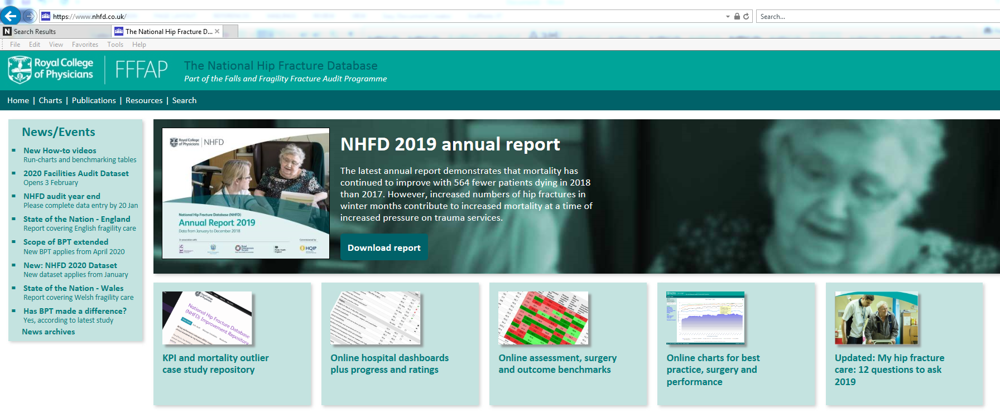 https://www.nhfd.co.uk/
Search...
Search Results
The National Hip Fracture D...
File Edit View Favorites Tools Help
Royal College
of Physicians
FFFAP
The National Hip Fracture Database
Part of the Falls and Fragility Fracture Audit Programme
Home | Charts | Publications | Resources | Search
News/Events
New How-to videos
Run-charts and benchmarking tables
2020 Facilities Audit Dataset
Opens 3 February
NHFD audit year end
Please complete data entry by 20 Jan
State of the Nation - England
Report covering English fragility care
Scope of BPT extended
New BPT applies from April 2020
New: NHFD 2020 Dataset
New dataset applies from January
State of the Nation - Wales
Report covering Welsh fragility care
Has BPT made a difference?
Yes, according to latest study
News archives
Royal College
of Physicians
NHFD
National Hip Fracture Database (NHFD)
Annual Report 2019
Data from January to December 2018
In association with:
Commissioned by:
HQIP
NHFD 2019 annual report
The latest annual report demonstrates that mortality has
continued to improve with 564 fewer patients dying in 2018
than 2017. However, increased numbers of hip fractures in
winter months contribute to increased mortality at a time of
increased pressure on trauma services.
Download report
National Hip Fracture Database
(NHFD) Improvement Repository
KPI and mortality outlier
case study repository
Online hospital dashboards
plus progress and ratings
Online assessment, surgery
and outcome benchmarks
Online charts for best
practice, surgery and
performance
Updated: My hip fracture
care: 12 questions to ask
2019